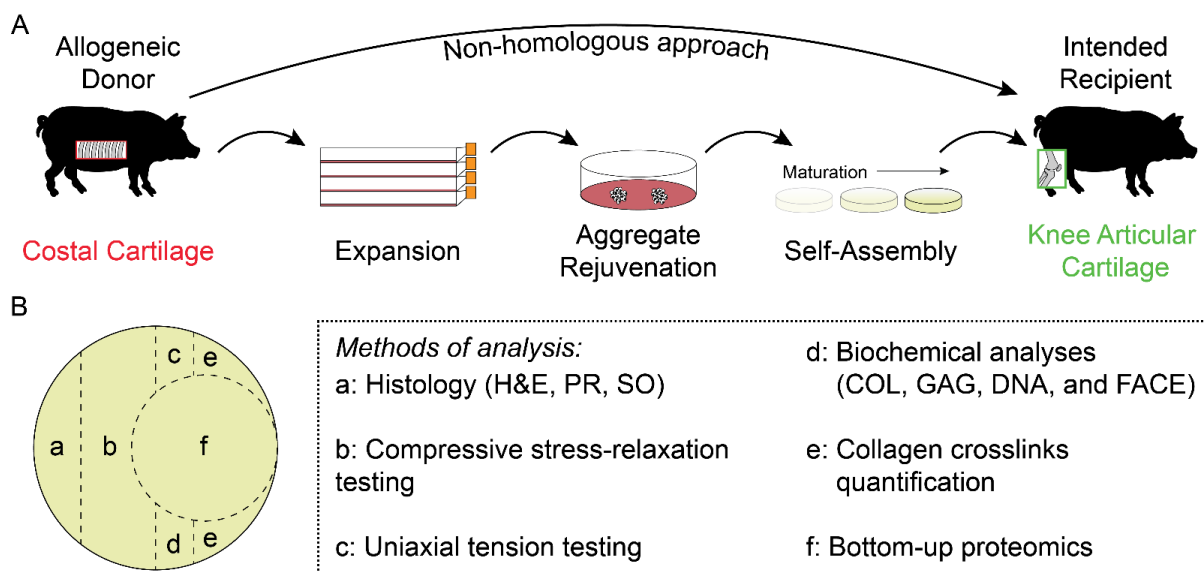 A
Allogeneic
Donor
Non-homologous approach
Intended
Recipient
Maturation
Costal Cartilage
Expansion
Aggregate
Rejuvenation
Self-Assembly
Knee Articular
Cartilage
B
a
b
c
e
f
d
e
Methods of analysis:
a: Histology (H&E, PR, SO)
b: Compressive stress-relaxation
testing
c: Uniaxial tension testing
d: Biochemical analyses
(COL, GAG, DNA, and FACE)
e: Collagen crosslinks
quantification
f: Bottom-up proteomics